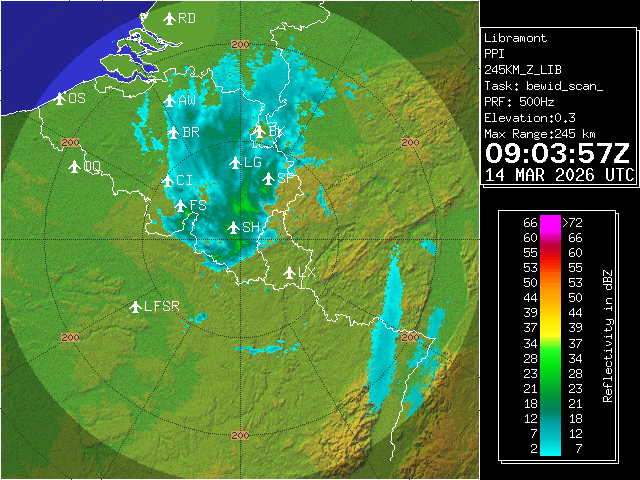 Libramont
PPI
245KM_Z_LIB
Task: bewid_scan_
PRF: 500Hz
Elevation:0.3
Max Range:245 km
09:03:57Z
14 MAR 2026 UTC
RD
200
OS
AW
BR
200
200
LG
QQ
CI
SP
FS
SH
LX
LFSR
200
200
200
66 >72
60 66
55 60
53 55
50 53
44 50
39 44
37 39
34 37
28 34
23 28
21 23
18 21
12 18
7 12
2 7
Reflectivity in dBZ